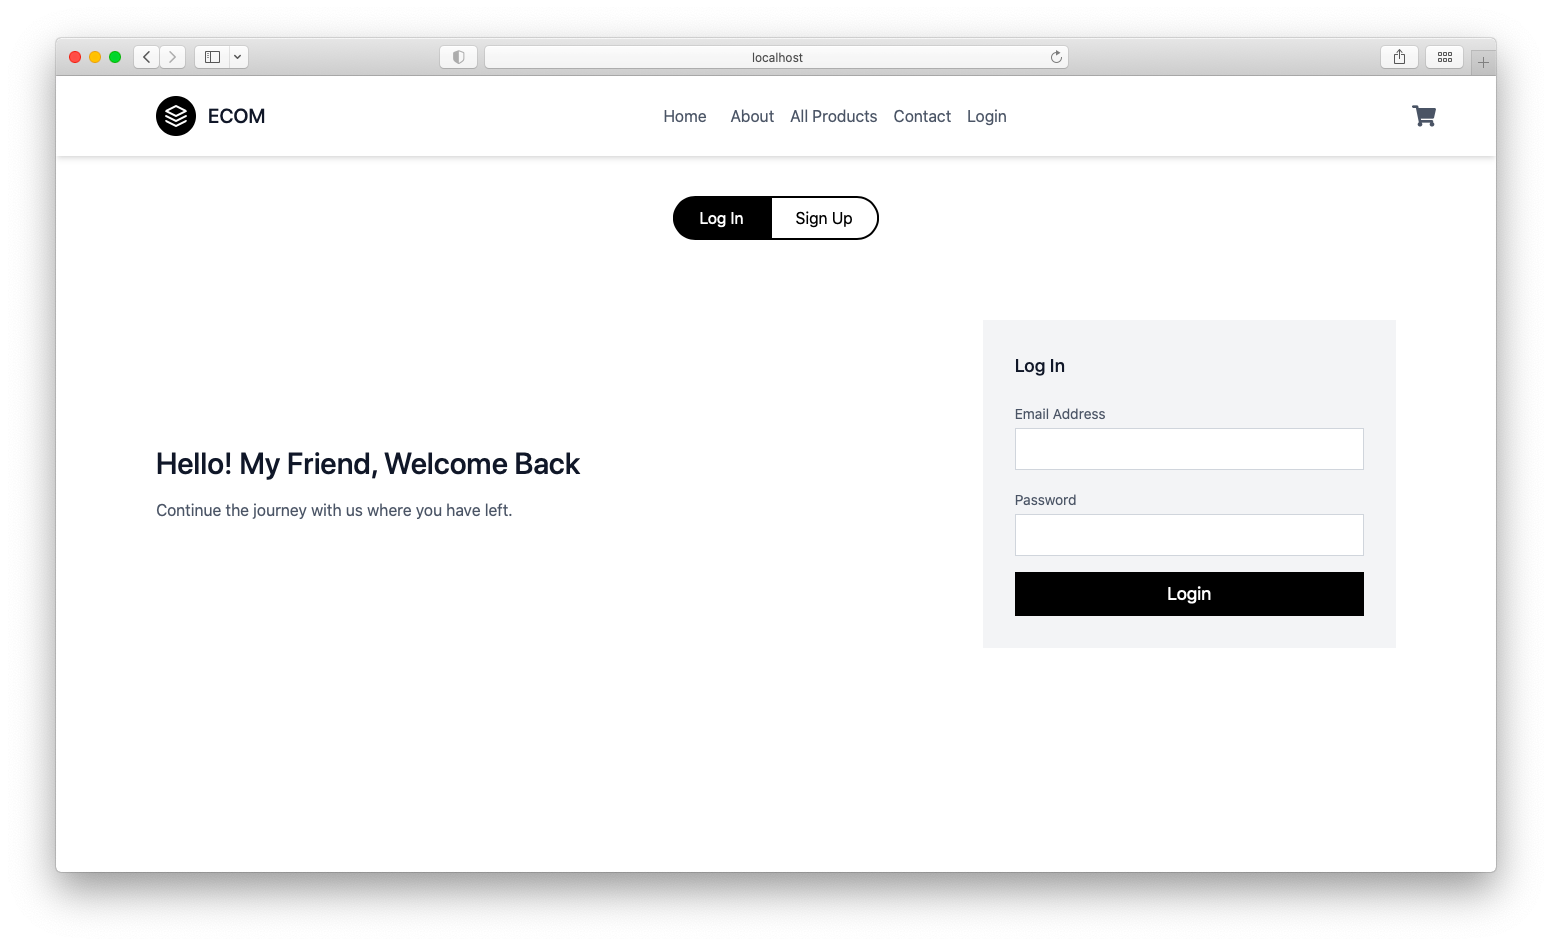 localhost
ECOM
Home About All Products Contact Login
Log In Sign Up
Hello! My Friend, Welcome Back
Continue the journey with us where you have left.
Log In
Email Address
Password
Login